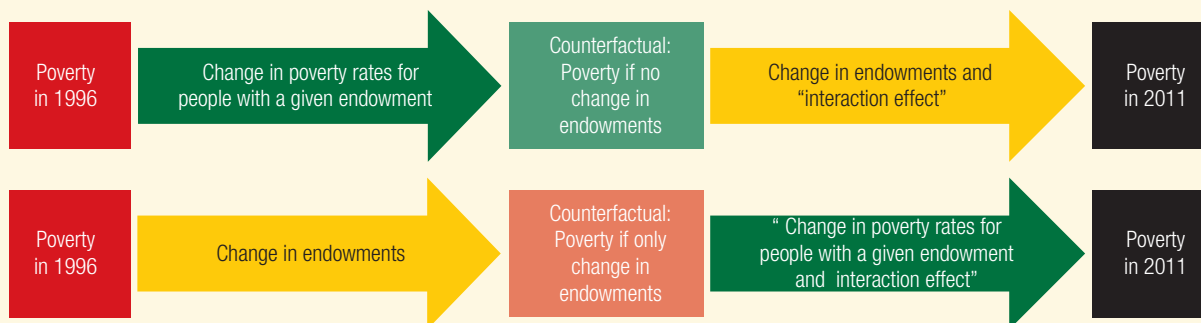 Poverty
in 1996
Change in poverty rates for
people with a given endowment
Counterfactual:
Poverty if no
change in
endowments
Change in endowments and
“interaction effect”
Poverty
in 2011
Poverty
in 1996
Change in endowments
Counterfactual:
Poverty if only
change in
endowments
“ Change in poverty rates for
people with a given endowment
and interaction effect”
Poverty
in 2011